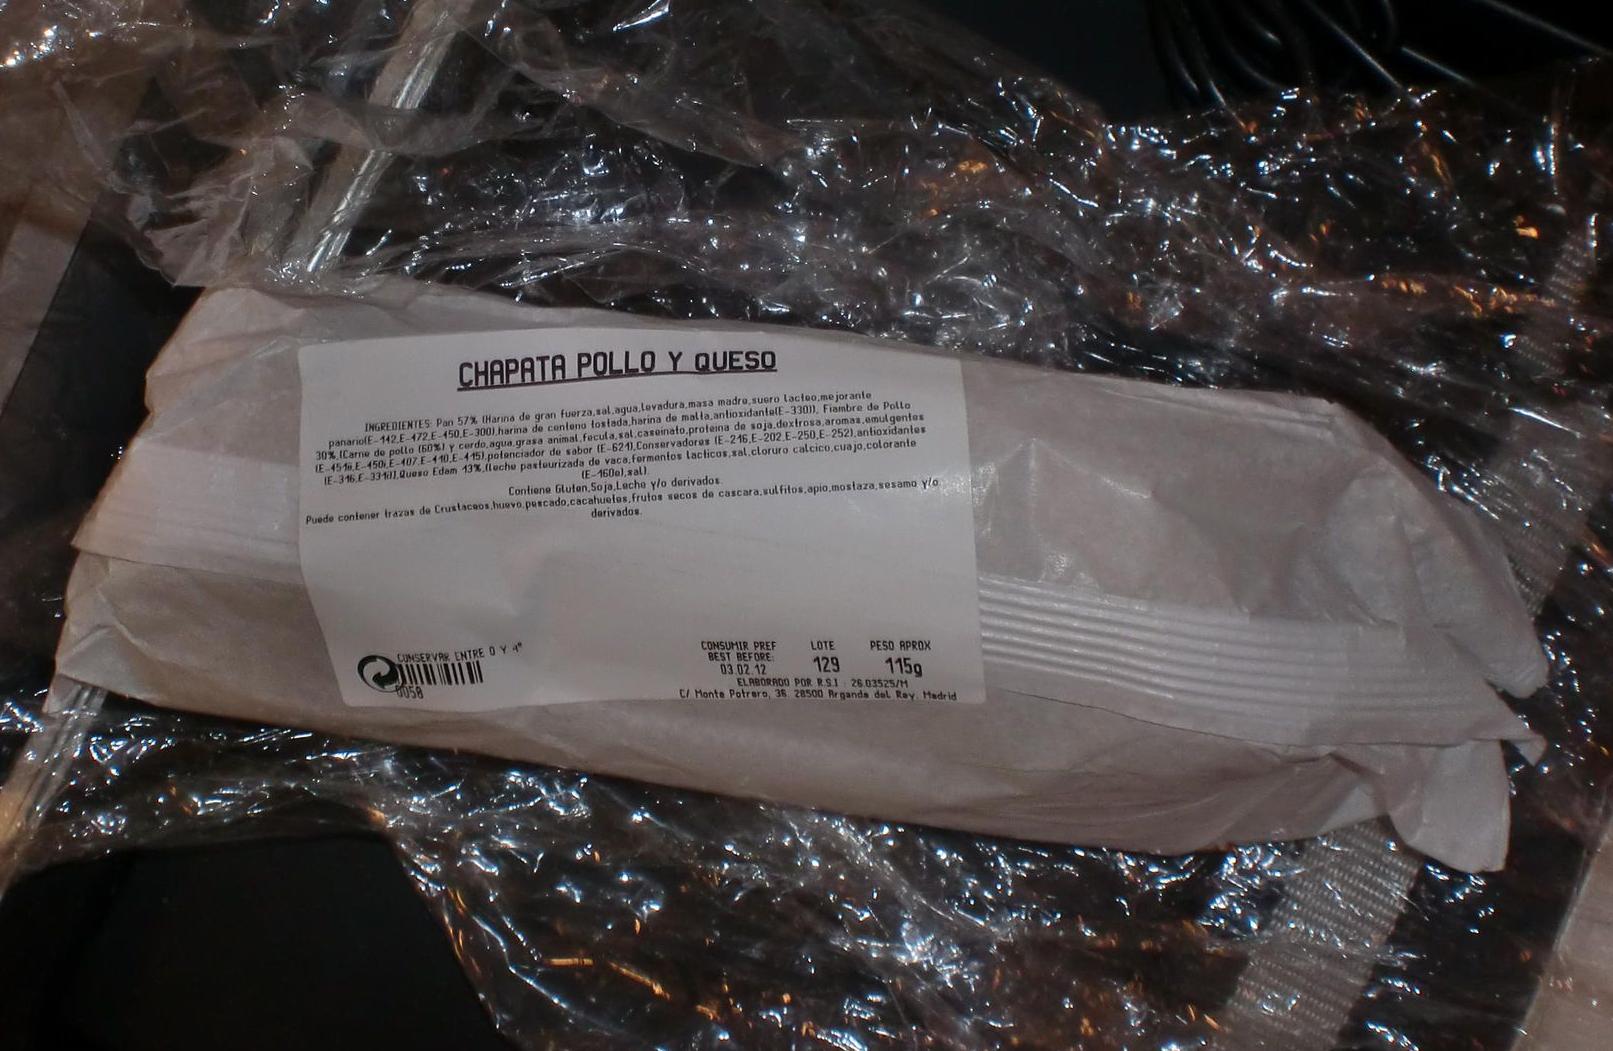 CHAPATA POLLO Y QUESO
INGREDIENTES: Pan 57% (Harina de gran fuerza,sal,agua,levadura,masa madre,suero lacteo,mejorante
panario(E-142,E-472,E-450,E-300),harina de centeno tostada,harina de malta,antioxidante(E-330)). Fiambre de Pollo
30%.(Carne de pollo (60%) y cerdo,agua,grasa animal,fecula,sal,caseinato,proteina de soja,dextrosa,aromas,emulgentes
E-407,E-410,E-415),potenciador de sabor (E-621),Conservadores (E-216,E-202,E-250,E-252),antioxidantes
(E-316, Queso Edam 13%,(leche pasteurizada de vaca,fermentos lacticos,sal,cloruro calcico,cuajo,colorante
sal).
Contiene Gluten,Soja,Leche y/o derivados.
Puede contener trazas de Crustaceos,huevo,pescado,cacahuetes,frutos secos de cascara,sulfitos,apio,mostaza,sesamo y/o
derivados.
CONSERVAR ENTRE 0 Y 4º
0058
CONSUMIR PREF LOTE PESO APROX
BEST BEFORE:
03.02.12 129 115g
ELABORADO POR R.S.I : 26.03525/M
C/ Monte Potrero, 36. 28500 Arganda del Rey. Madrid